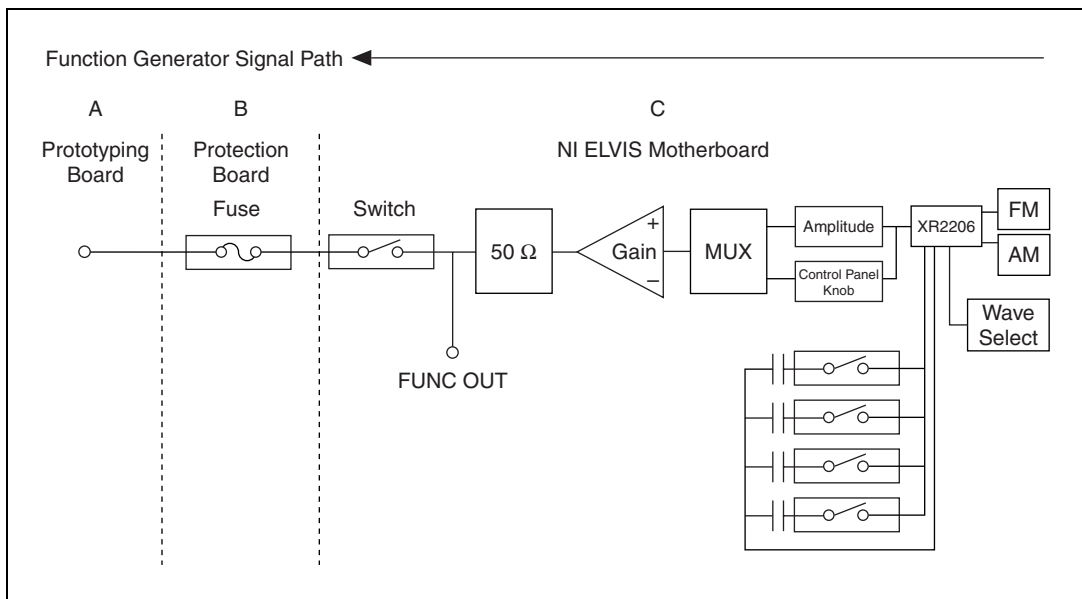 Function Generator Signal Path
A
B
C
Prototyping
Board
Protection
Board
NI ELVIS Motherboard
Fuse
Switch
50 Ω
+
Gain
−
MUX
Amplitude
Control Panel
Knob
XR2206
FM
AM
Wave
Select
FUNC OUT